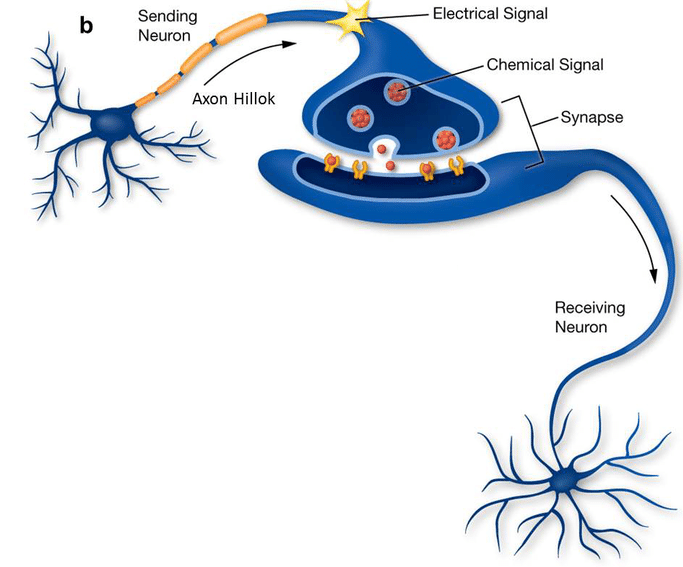 b
Sending
Neuron
Electrical Signal
Axon Hillok
Chemical Signal
Synapse
Receiving
Neuron